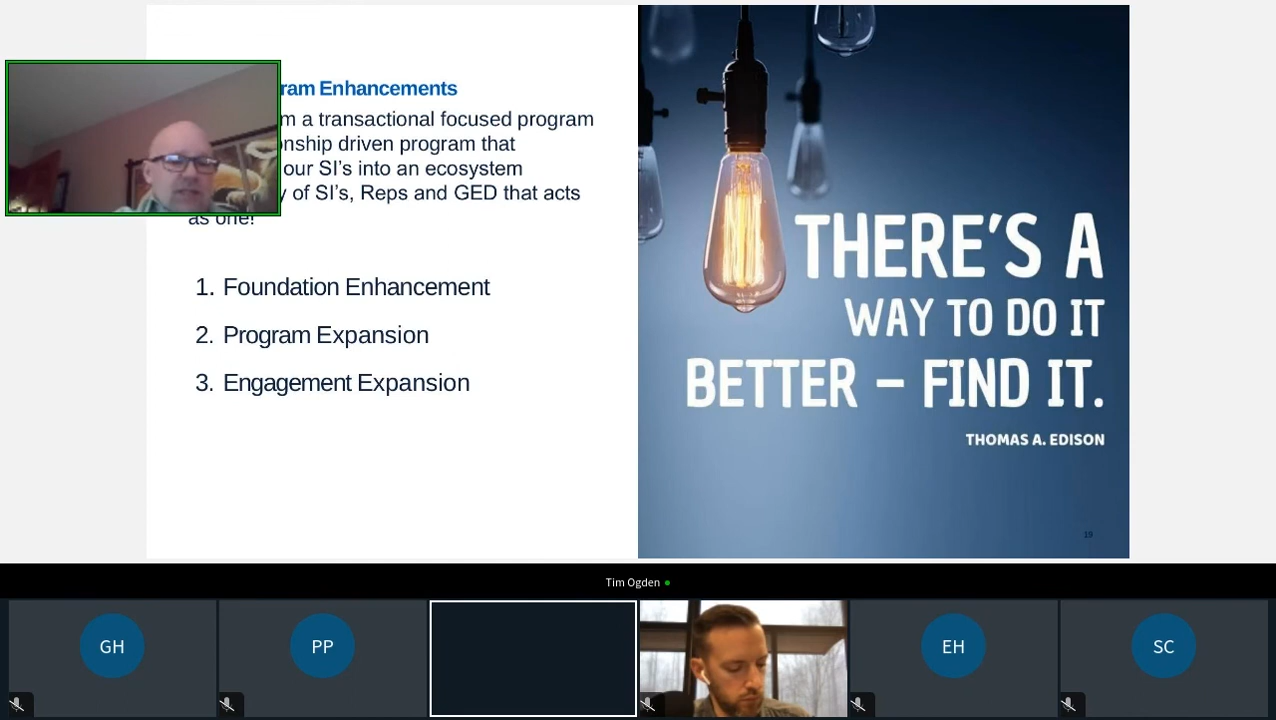 ram Enhancements
m a transactional focused program
onship driven program that
our SI's into an ecosystem
y of SI's, Reps and GED that acts
as one!
1. Foundation Enhancement
2. Program Expansion
3. Engagement Expansion
THERE'S A
WAY TO DO IT
BETTER – FIND IT.
THOMAS A. EDISON
19
Tim Ogden
GH
PP
EH
SC